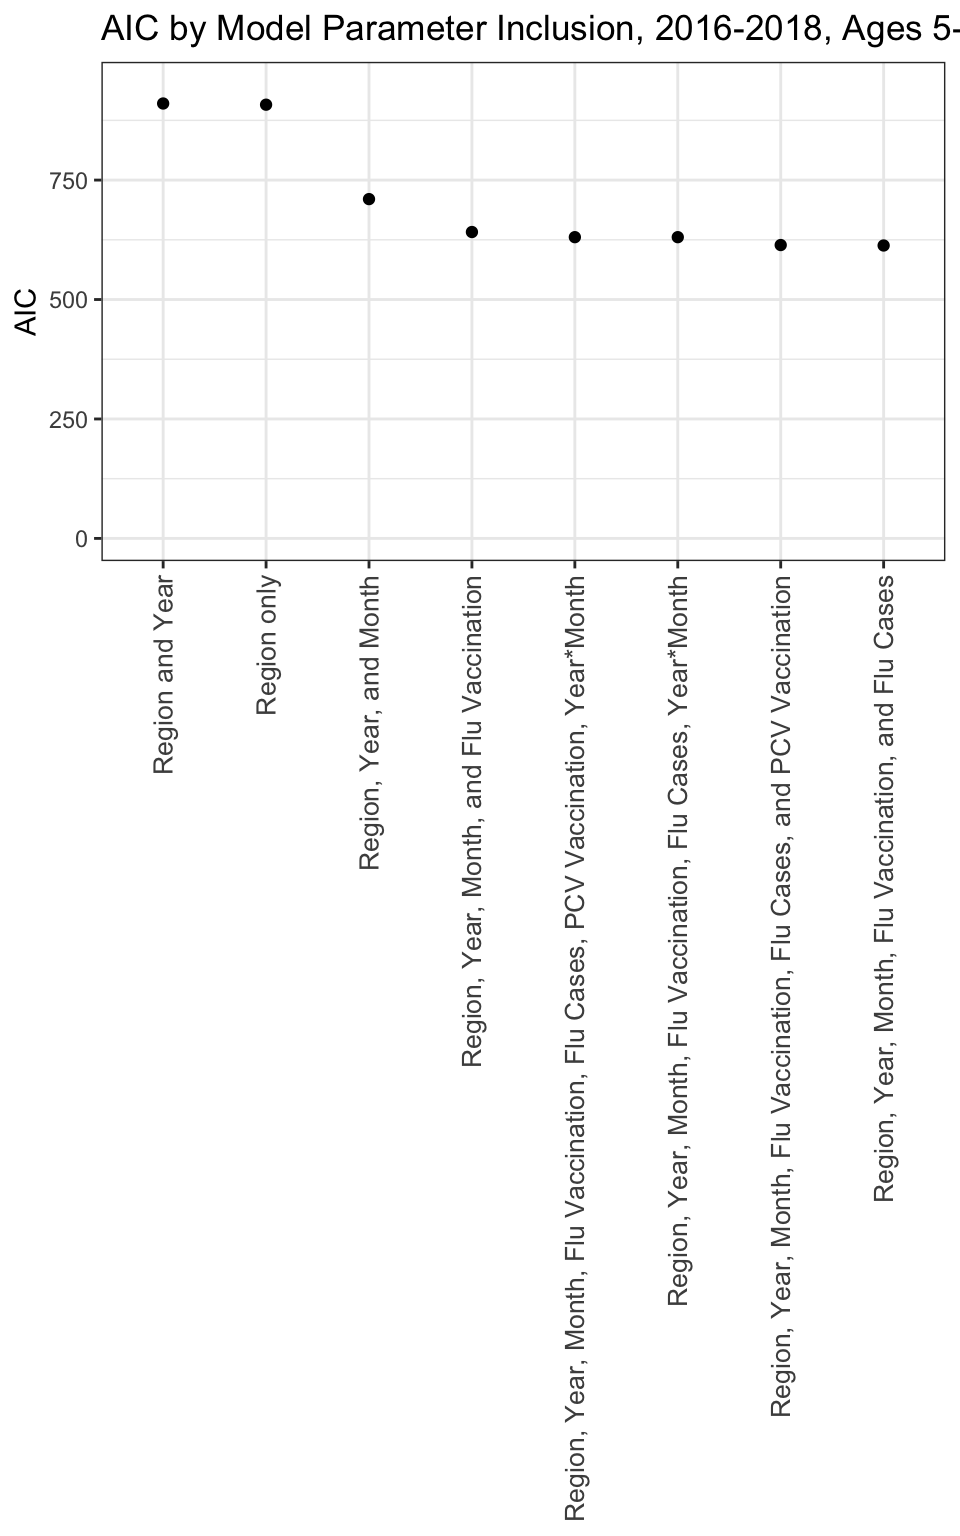 AIC by Model Parameter Inclusion, 2016-2018, Ages 5-
AIC
750
500
250
0
Region and Year
Region only
Region, Year, and Month
Region, Year, Month, and Flu Vaccination
Region, Year, Month, Flu Vaccination, Flu Cases, PCV Vaccination, Year*Month
Region, Year, Month, Flu Vaccination, Flu Cases, Year*Month
Region, Year, Month, Flu Vaccination, Flu Cases, and PCV Vaccination
Region, Year, Month, Flu Vaccination, and Flu Cases